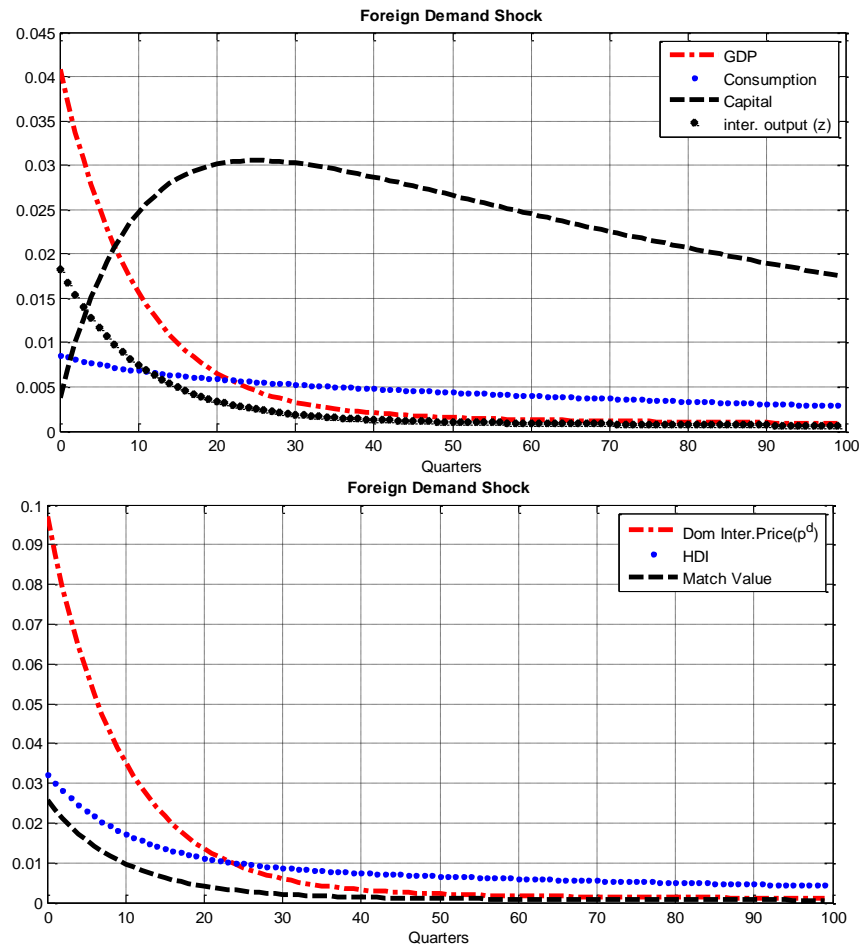 Foreign Demand Shock
0.045
0.04
0.035
0.03
0.025
0.02
0.015
0.01
0.005
0
GDP
Consumption
Capital
inter. output (z)
0 10 20 30 40 50 60 70 80 90 100
Quarters
Foreign Demand Shock
0.1
0.09
0.08
0.07
0.06
0.05
0.04
0.03
0.02
0.01
0
Dom Inter.Price(p^d)
HDI
Match Value
0 10 20 30 40 50 60 70 80 90 100
Quarters